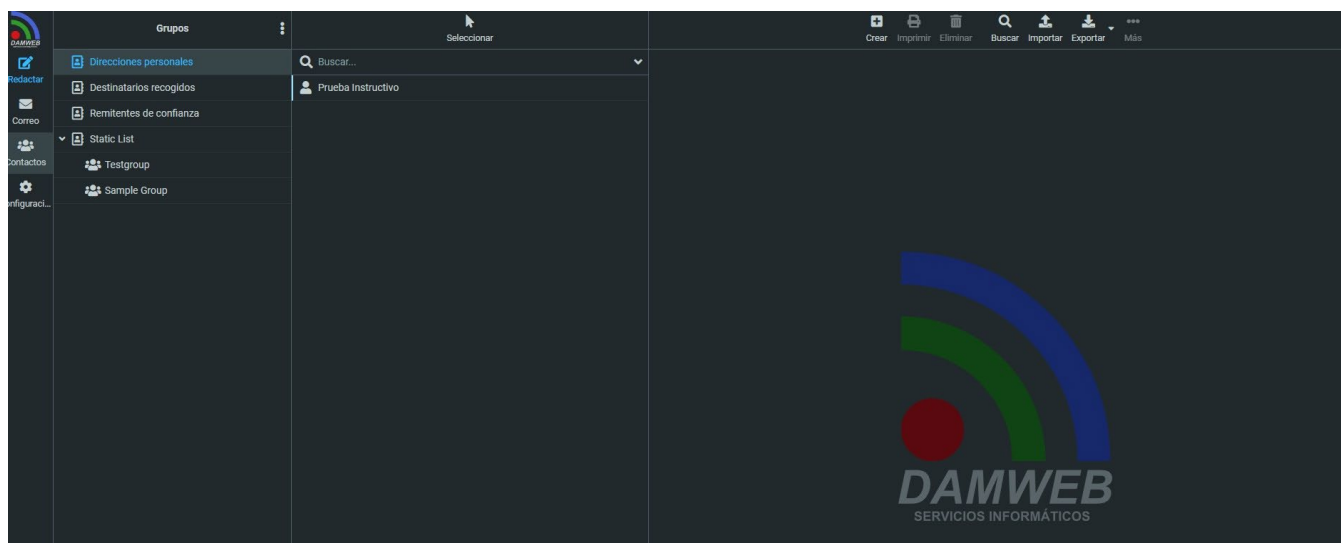 DAMWEB
Redactar
Correo
Contactos
onfiguraci...
Grupos
Direcciones personales
Destinatarios recogidos
Remitentes de confianza
Static List
Testgroup
Sample Group
Seleccionar
Buscar...
Prueba Instructivo
Crear Imprimir Eliminar Buscar Importar Exportar Más
DAMWEB
SERVICIOS INFORMÁTICOS